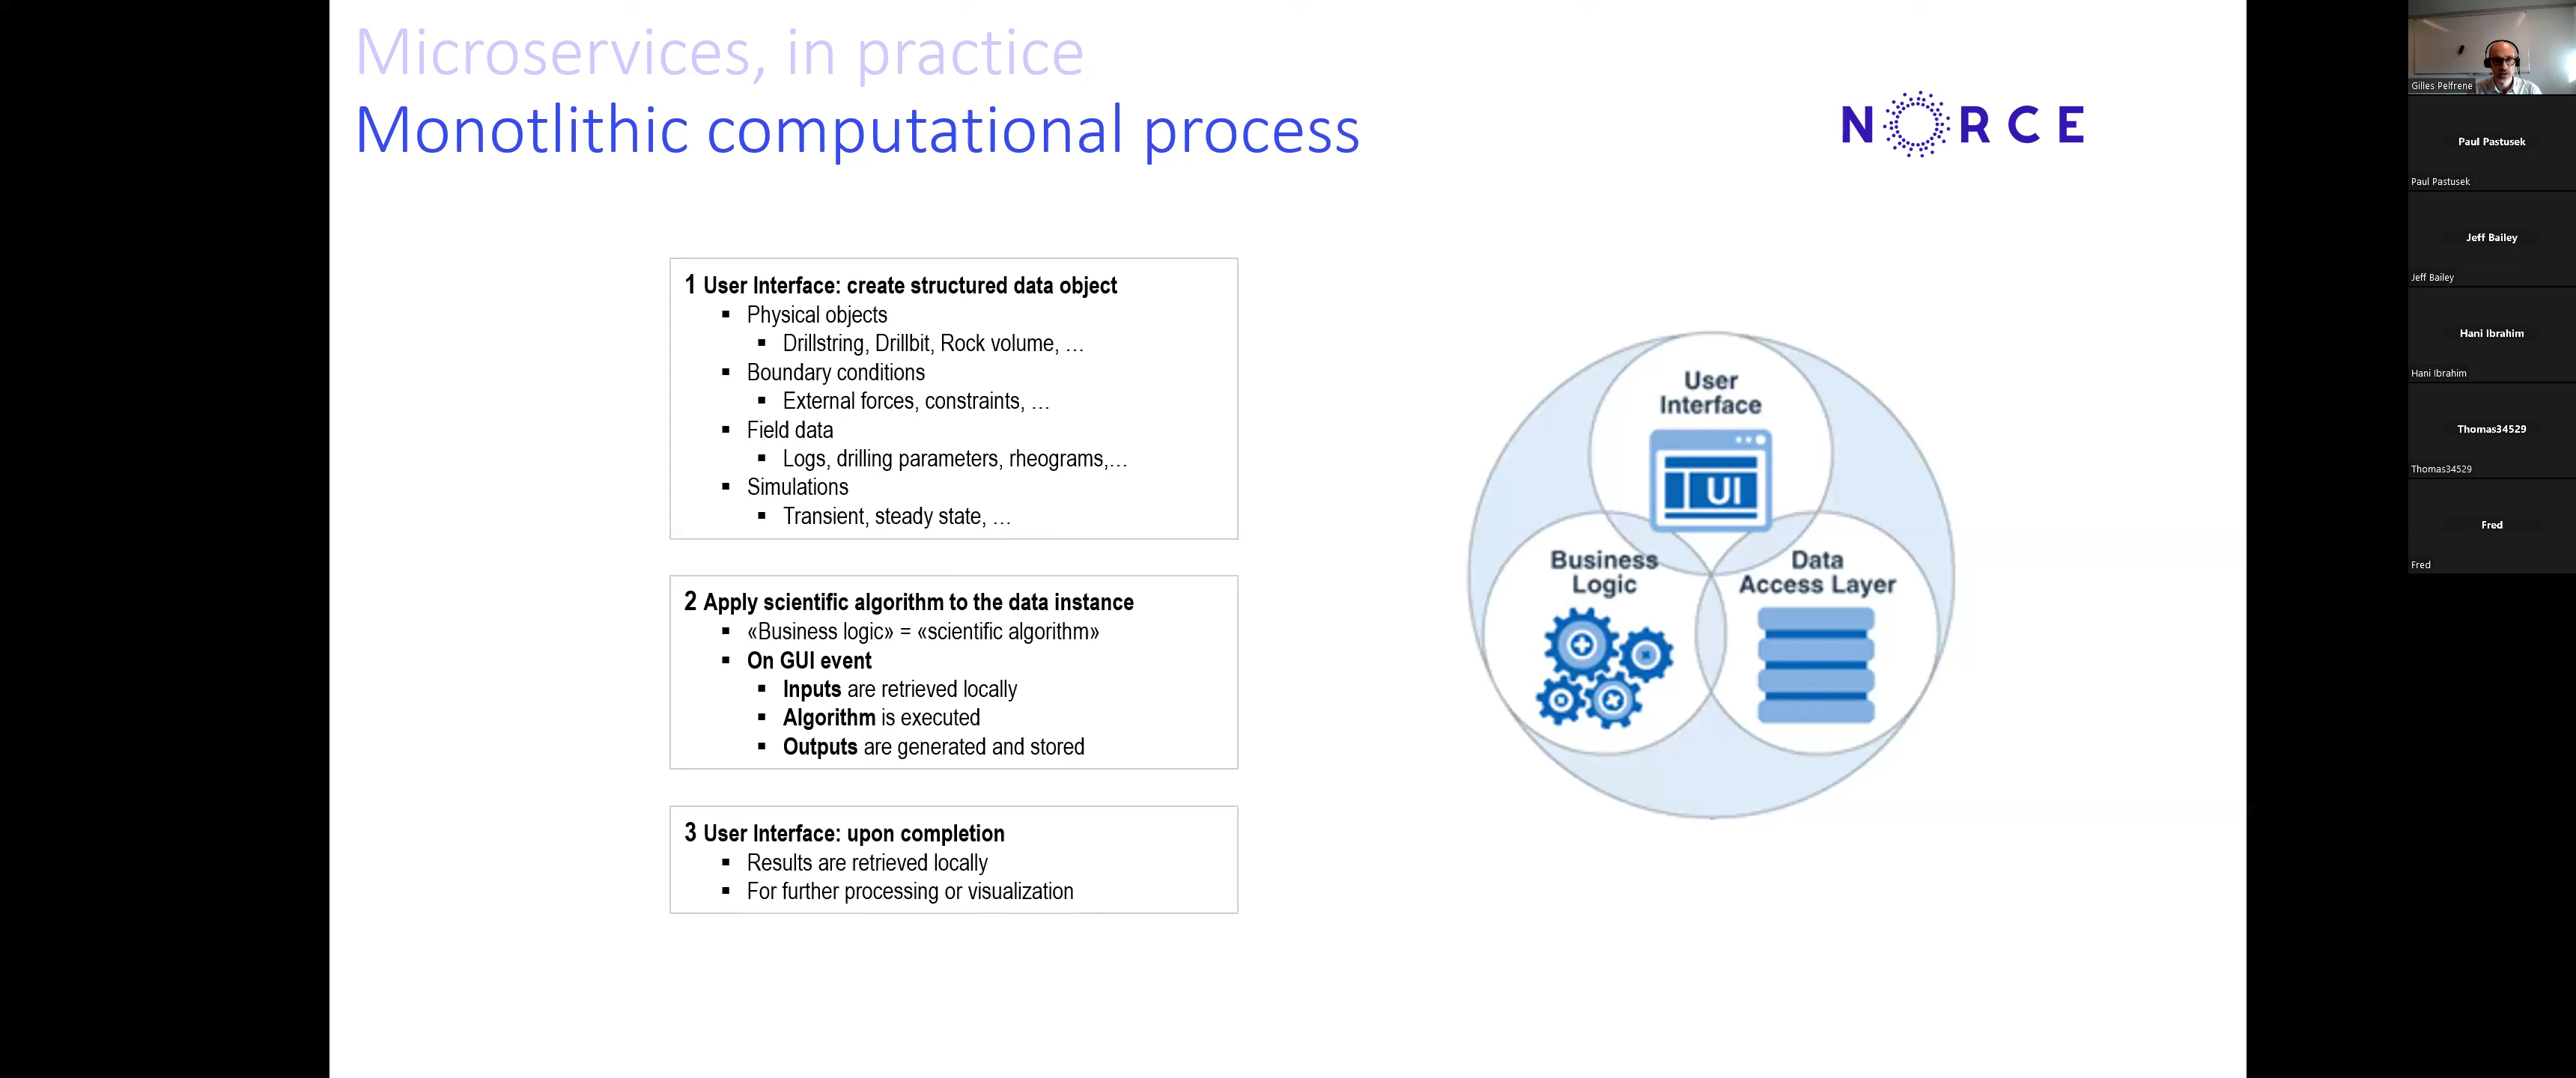 Microservices, in practice
Monotlithic computational process
NORCE
1 User Interface: create structured data object
▪ Physical objects
▪ Drillstring, Drillbit, Rock volume, …
▪ Boundary conditions
▪ External forces, constraints, …
▪ Field data
▪ Logs, drilling parameters, rheograms,…
▪ Simulations
▪ Transient, steady state, …
2 Apply scientific algorithm to the data instance
▪ «Business logic» = «scientific algorithm»
▪ On GUI event
▪ Inputs are retrieved locally
▪ Algorithm is executed
▪ Outputs are generated and stored
3 User Interface: upon completion
▪ Results are retrieved locally
▪ For further processing or visualization
User
Interface
UI
Business
Logic
Data
Access Layer
Gilles Pelfrene
Paul Pastusek
Paul Pastusek
Jeff Bailey
Jeff Bailey
Hani Ibrahim
Hani Ibrahim
Thomas34529
Thomas34529
Fred
Fred